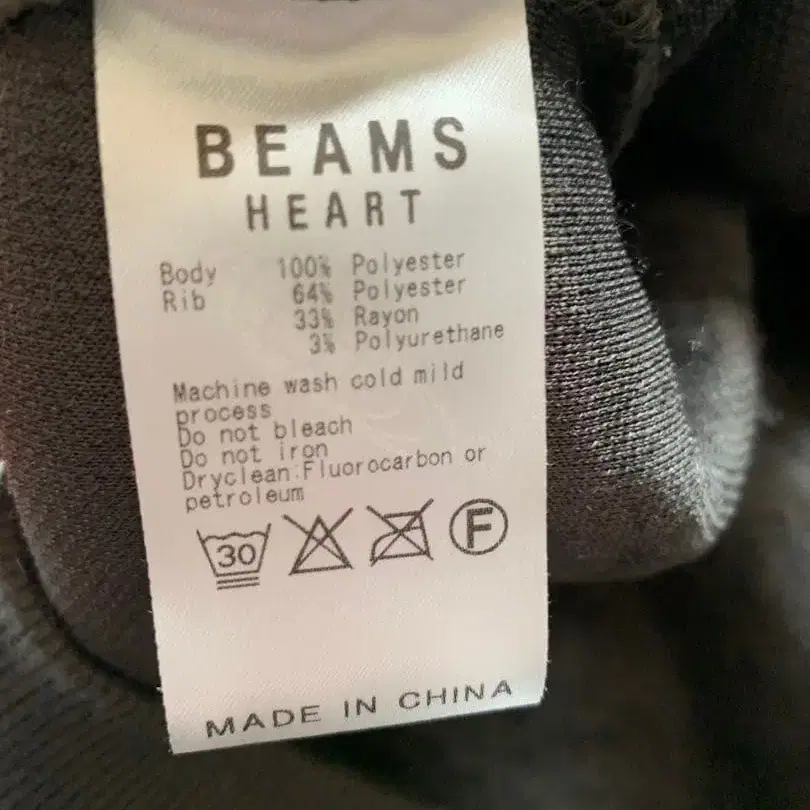 BEAMS
HEART
Body 100% Polyester
Rib 64% Polyester
33% Rayon
3% Polyurethane
Machine wash cold mild
process
Do not bleach
Do not iron
Dryclean:Fluorocarbon or
petroleum
30 F
MADE IN CHINA